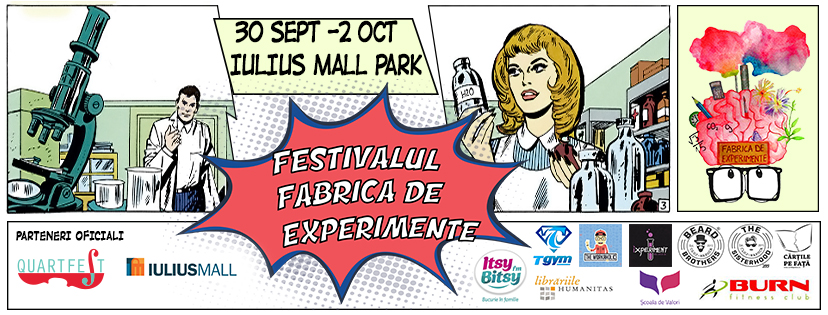 30 SEPT -2 OCT
IULIUS MALL PARK
H2O
FESTIVALUL
FABRICA DE
EXPERIMENTE
3
FABRICA DE
EXPERIMENTE
PARTENERI OFICIALI
QUARTFEST
IULIUSMALL
Itsy
Bitsy
I'm
Bucurie în familie
Tgym
THE WORKAHOLIC
EXPERIMENT
BEARD
BROTHERS
THE
SISTERHOOD
CĂRȚILE
PE FAȚĂ
librăriile
HUMANITAS
Școala de Valori
BURN
fitness club